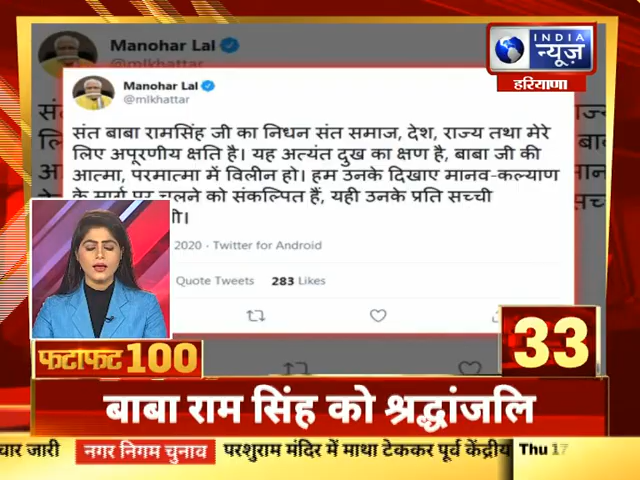 Manohar Lal
@mlkhattar
INDIA
न्यूज़
हरियाणा
Manohar Lal
@mlkhattar
संत बाबा रामसिंह जी का निधन संत समाज, देश, राज्य तथा मेरे
लिए अपूरणीय क्षति है। यह अत्यंत दुख का क्षण है, बाबा जी की
आत्मा, परमात्मा में विलीन हो। हम उनके दिखाए मानव-कल्याण
के मार्ग पर चलने को संकल्पित हैं, यही उनके प्रति सच्ची
2020 · Twitter for Android
Quote Tweets 283 Likes
फटाफट 100
33
बाबा राम सिंह को श्रद्धांजलि
चार जारी नगर निगम चुनाव परशुराम मंदिर में माथा टेककर पूर्व केंद्रीय Thu 17